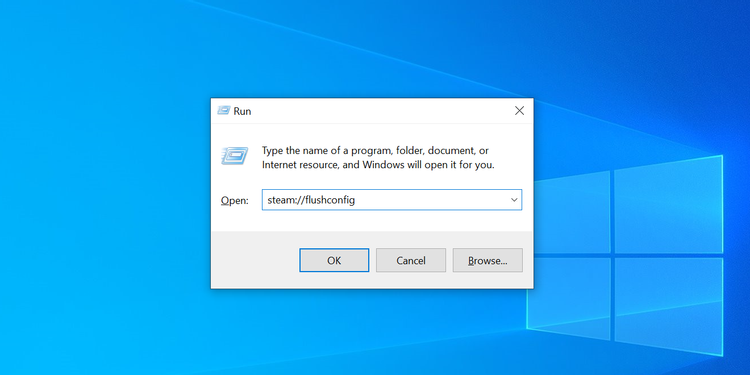 Run
Type the name of a program, folder, document, or
Internet resource, and Windows will open it for you.
Open: steam://flushconfig
OK Cancel Browse...